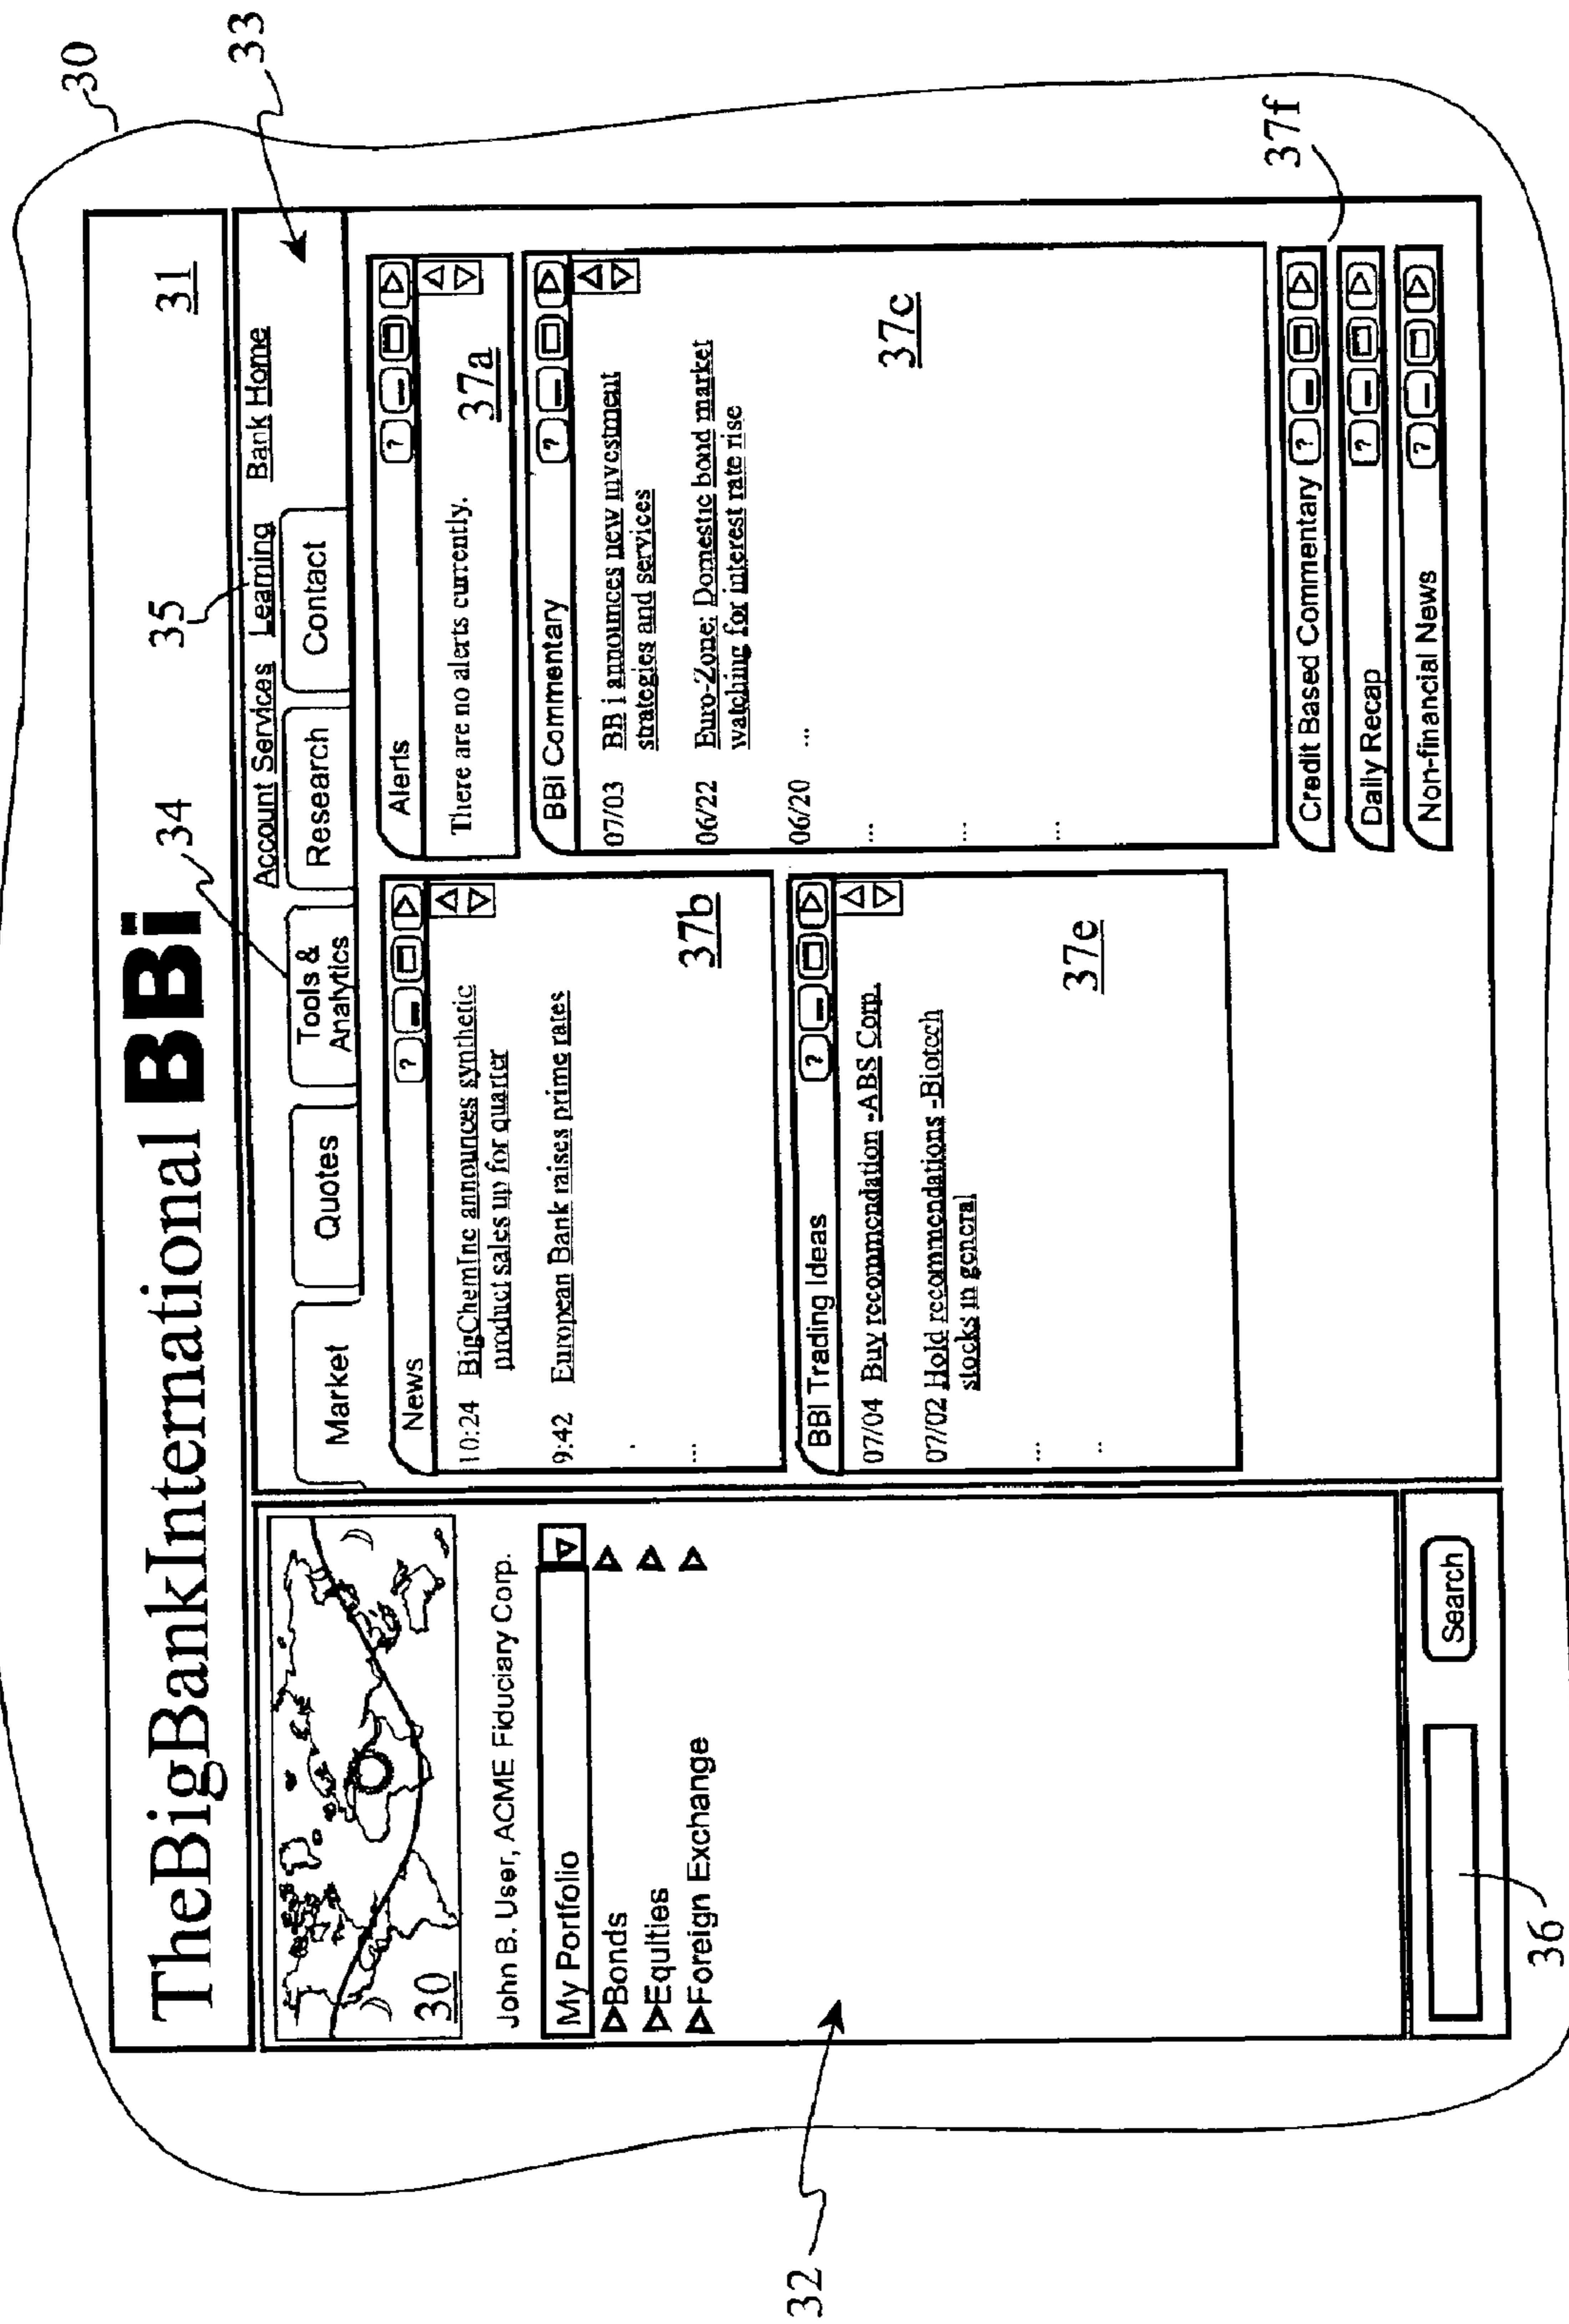 30
33
TheBigBankInternational BBi
31
34
35
Account Services Learning Bank Home
Market
Quotes
Tools &
Analytics
Research
Contact
30
John B. User, ACME Fiduciary Corp.
My Portfolio
Bonds
Equities
Foreign Exchange
32
Search
36
News
?
10:24 BigChemInc announces synthetic
product sales up for quarter
9:42 European Bank raises prime rates
.
...
37b
BBI Trading Ideas
?
07/04 Buy recommendation -ABS Corp.
07/02 Hold recommendations -Biotech
stocks in general
...
..
37e
Alerts
?
There are no alerts currently.
37a
BBI Commentary
?
07/03 BB i announces new investment
strategies and services
06/22 Euro-Zone: Domestic bond market
watching for interest rate rise
06/20 ...
...
...
...
37c
Credit Based Commentary ?
37f
Daily Recap ?
Non-financial News ?